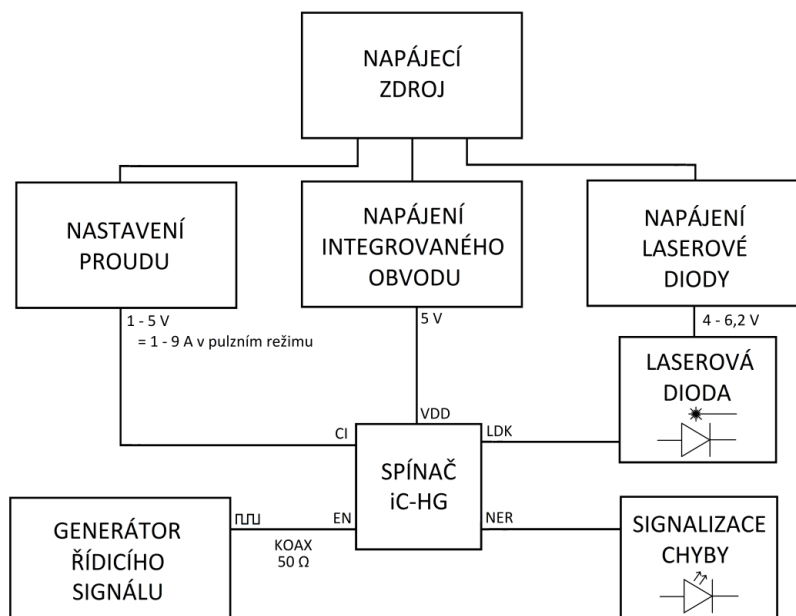 NAPÁJECÍ
ZDROJ
NASTAVENÍ
PROUDU
NAPÁJENÍ
INTEGROVANÉHO
OBVODU
NAPÁJENÍ
LASEROVÉ
DIODY
1 - 5 V
= 1 - 9 A v pulzním režimu
5 V
4 - 6,2 V
LASEROVÁ
DIODA
VDD
CI
LDK
SPÍNAČ
iC-HG
EN
NER
GENERÁTOR
ŘÍDICÍHO
SIGNÁLU
KOAX
50 Ω
SIGNALIZACE
CHYBY